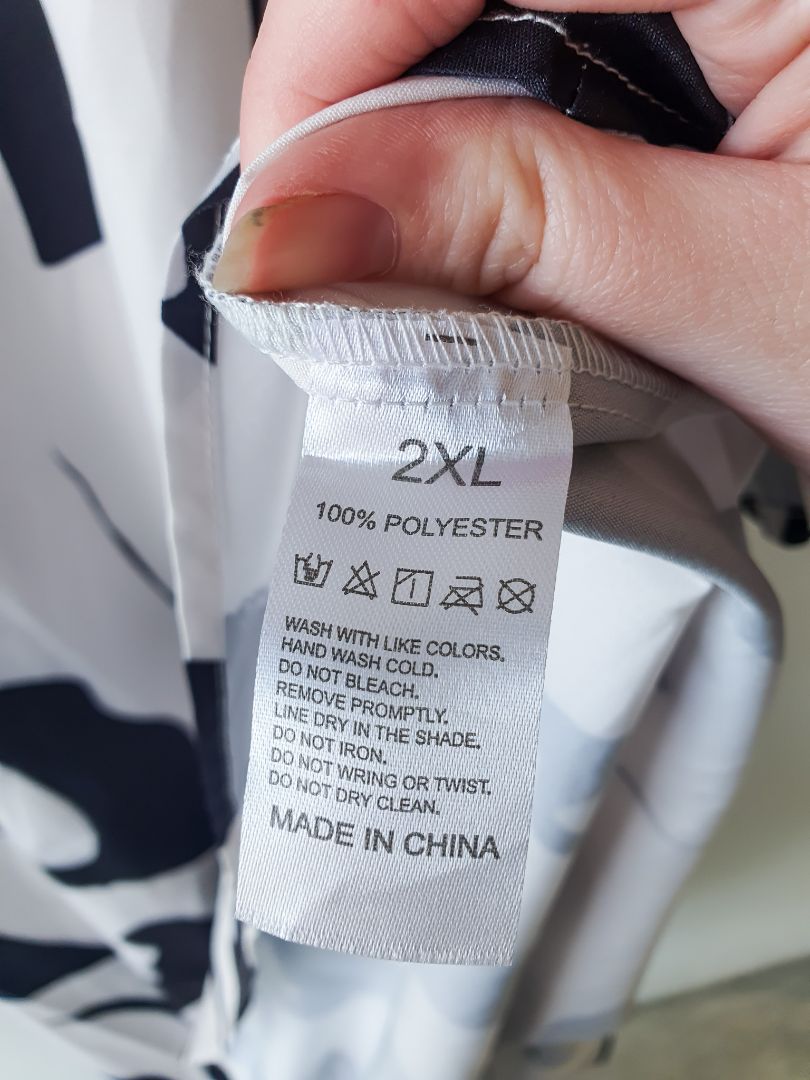 2XL
100% POLYESTER
WASH WITH LIKE COLORS.
HAND WASH COLD.
DO NOT BLEACH.
REMOVE PROMPTLY.
LINE DRY IN THE SHADE.
DO NOT IRON.
DO NOT WRING OR TWIST.
DO NOT DRY CLEAN.
MADE IN CHINA